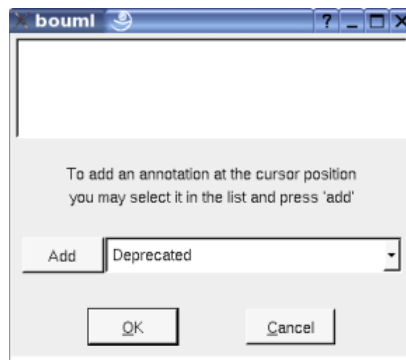 bouml
To add an annotation at the cursor position
you may select it in the list and press 'add'
Add Deprecated
OK Cancel